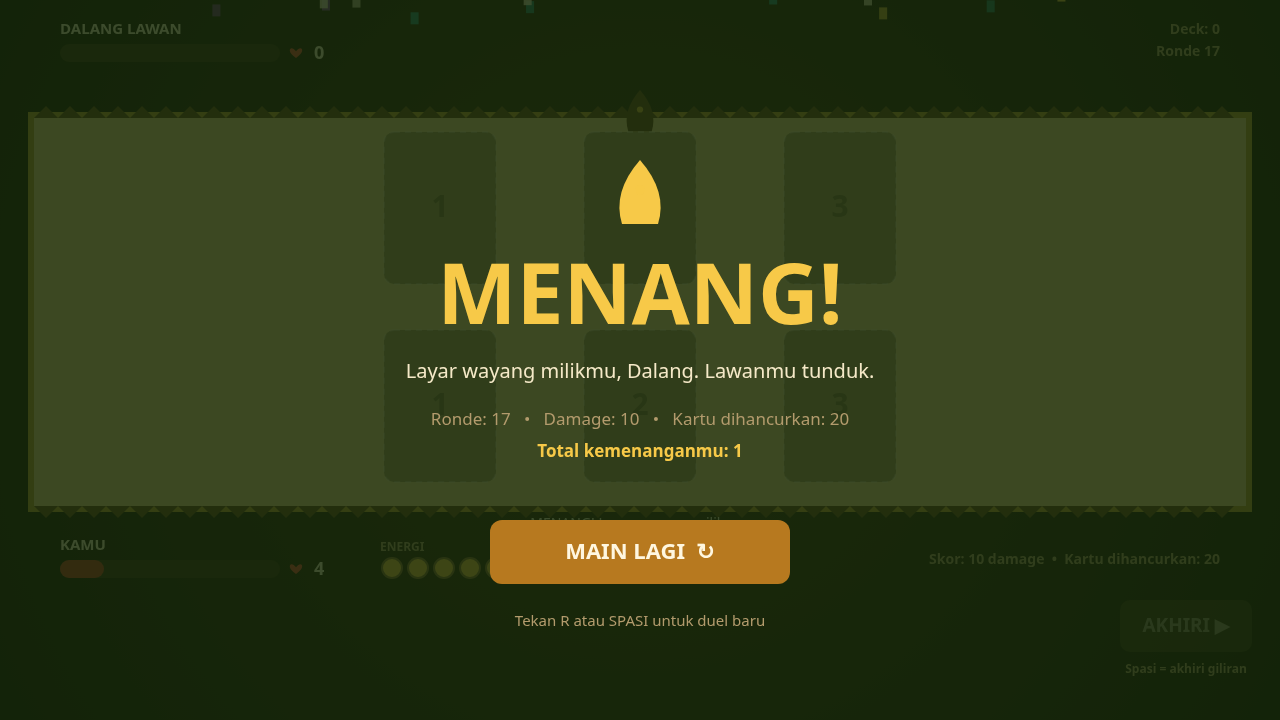 DALANG LAWAN
0
Deck: 0
Ronde 17
1
3
MENANG!
Layar wayang milikmu, Dalang. Lawanmu tunduk.
1
2
3
Ronde: 17 • Damage: 10 • Kartu dihancurkan: 20
Total kemenanganmu: 1
KAMU
4
ENERGI
MAIN LAGI ↻
Skor: 10 damage • Kartu dihancurkan: 20
Tekan R atau SPASI untuk duel baru
AKHIRI ▶
Spasi = akhiri giliran